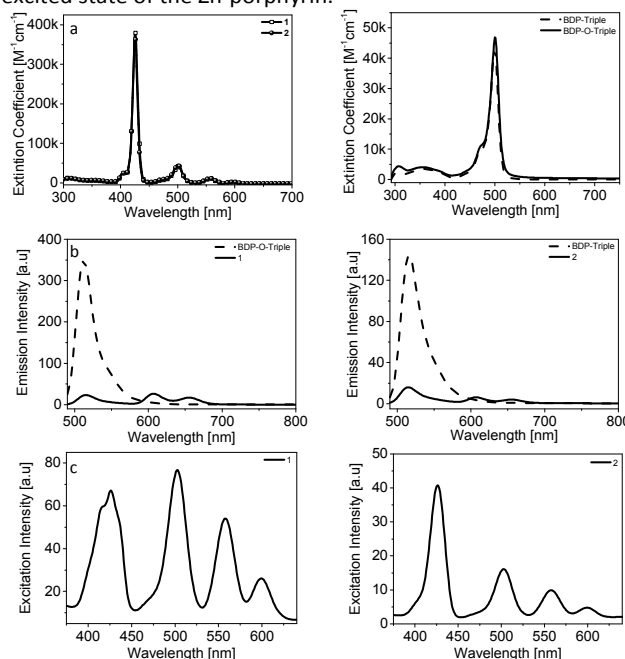 excited state of the Zn porphyrin.
a
1
2
400k
300k
200k
100k
0
300 400 500 600 700
Extintion Coefficient [M⁻¹cm⁻¹]
Wavelength [nm]
BDP-Triple
BDP-O-Triple
50k
40k
30k
20k
10k
0
300 400 500 600 700
Extintion Coefficient [M⁻¹cm⁻¹]
Wavelength [nm]
b
BDP-O-Triple
1
400
300
200
100
0
500 600 700 800
Emission Intensity [a.u]
Wavelength [nm]
BDP-Triple
2
160
120
80
40
0
500 600 700 800
Emission Intensity [a.u]
Wavelength [nm]
c
1
80
60
40
20
400 450 500 550 600
Excitation Intensity [a.u]
Wavelength [nm]
2
50
40
30
20
10
0
400 450 500 550 600
Excitation Intensity [a.u]
Wavelength [nm]